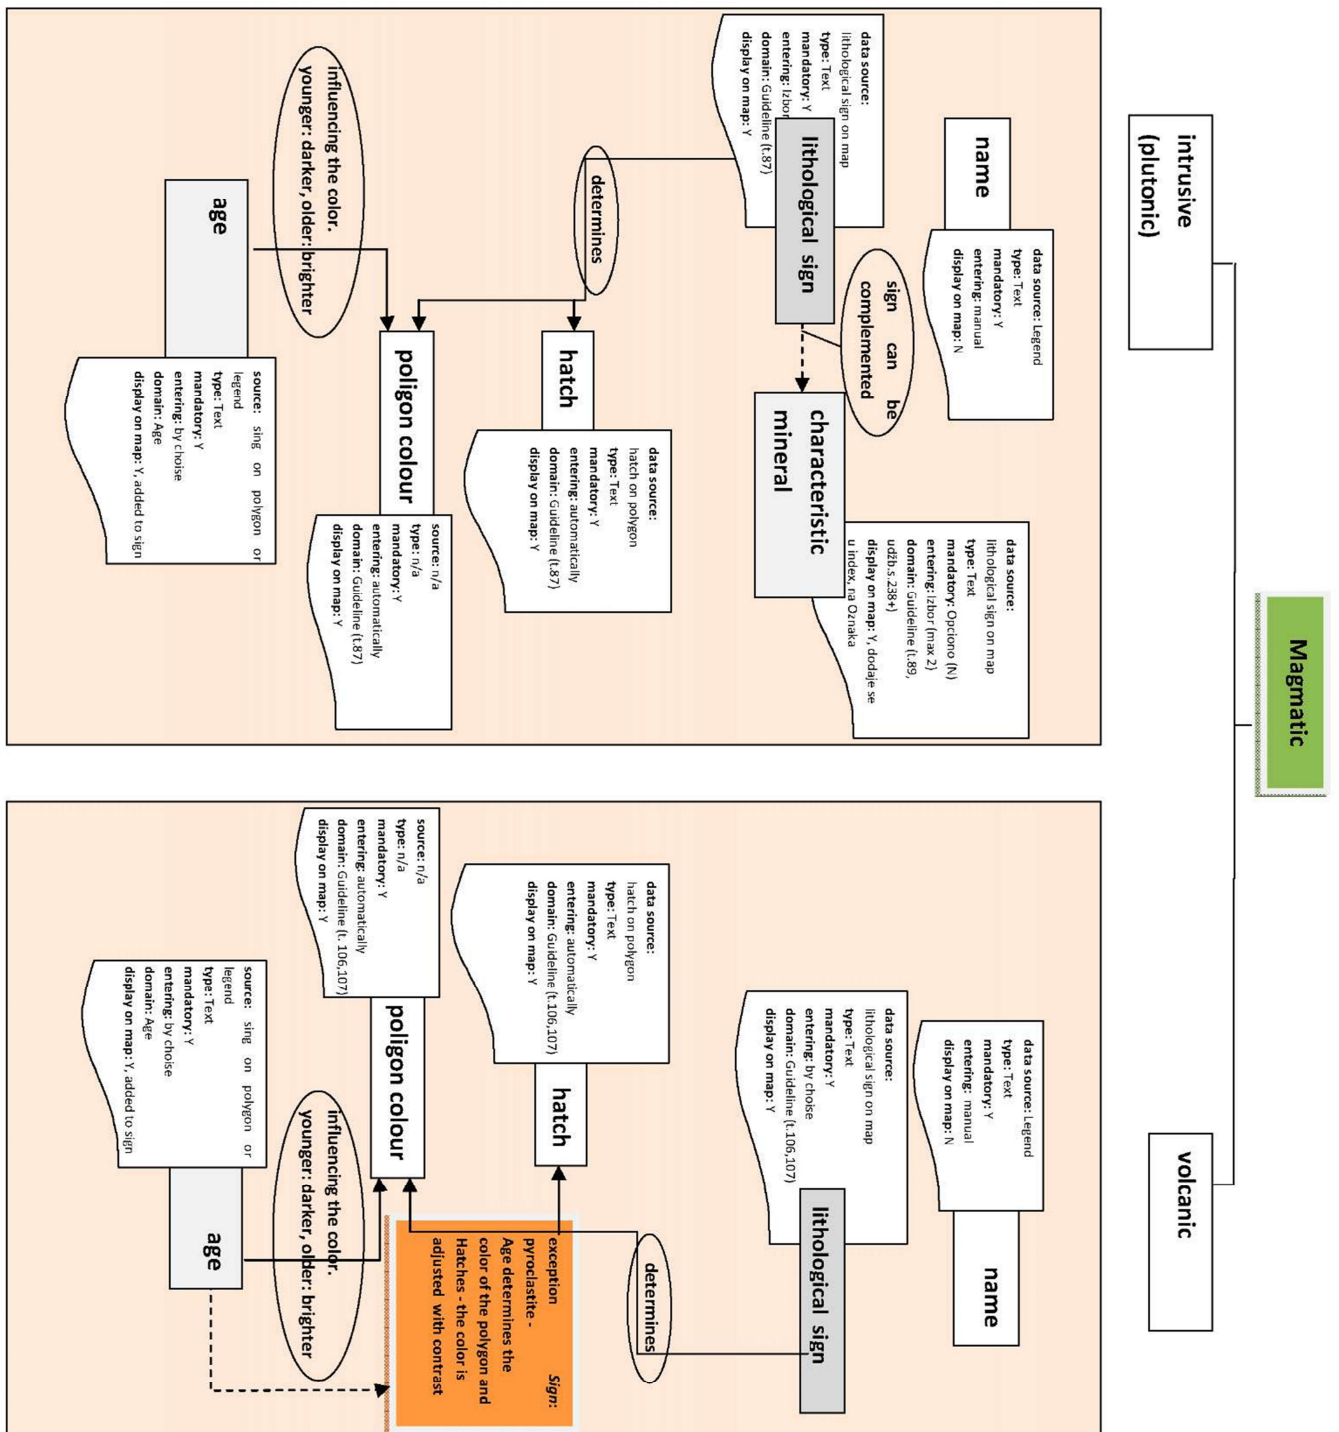 Magmatic
intrusive
(plutonic)
volcanic
name
data source: Legend
type: Text
mandatory: Y
entering: manual
display on map: N
data source:
lithological sign on map
type: Text
mandatory: Y
entering: Izbor
domain: Guideline (t.87)
display on map: Y
lithological sign
sign can be
complemented
characteristic
mineral
data source:
lithological sign on map
type: Text
mandatory: Opciono (N)
entering: Izbor (max 2)
domain: Guideline (t.89,
udžb.s.238+)
display on map: Y, dodaje se
u index, na Oznaka
determines
hatch
data source:
hatch on polygon
type: Text
mandatory: Y
entering: automatically
domain: Guideline (t.87)
display on map: Y
poligon colour
source: n/a
type: n/a
mandatory: Y
entering: automatically
domain: Guideline (t.87)
display on map: Y
influencing the color.
younger: darker, older: brighter
age
source: sing on polygon or
legend
type: Text
mandatory: Y
entering: by choise
domain: Age
display on map: Y, added to sign
data source: Legend
type: Text
mandatory: Y
entering: manual
display on map: N
name
data source:
lithological sign on map
type: Text
mandatory: Y
entering: by choise
domain: Guideline (t.106,107)
display on map: Y
lithological sign
determines
data source:
hatch on polygon
type: Text
mandatory: Y
entering: automatically
domain: Guideline (t.106,107)
display on map: Y
hatch
exception Sign:
pyroclastite -
Age determines the
color of the polygon and
Hatches - the color is
adjusted with contrast
source: n/a
type: n/a
mandatory: Y
entering: automatically
domain: Guideline (t. 106,107)
display on map: Y
poligon colour
influencing the color.
younger: darker, older: brighter
source: sing on polygon or
legend
type: Text
mandatory: Y
entering: by choise
domain: Age
display on map: Y, added to sign
age